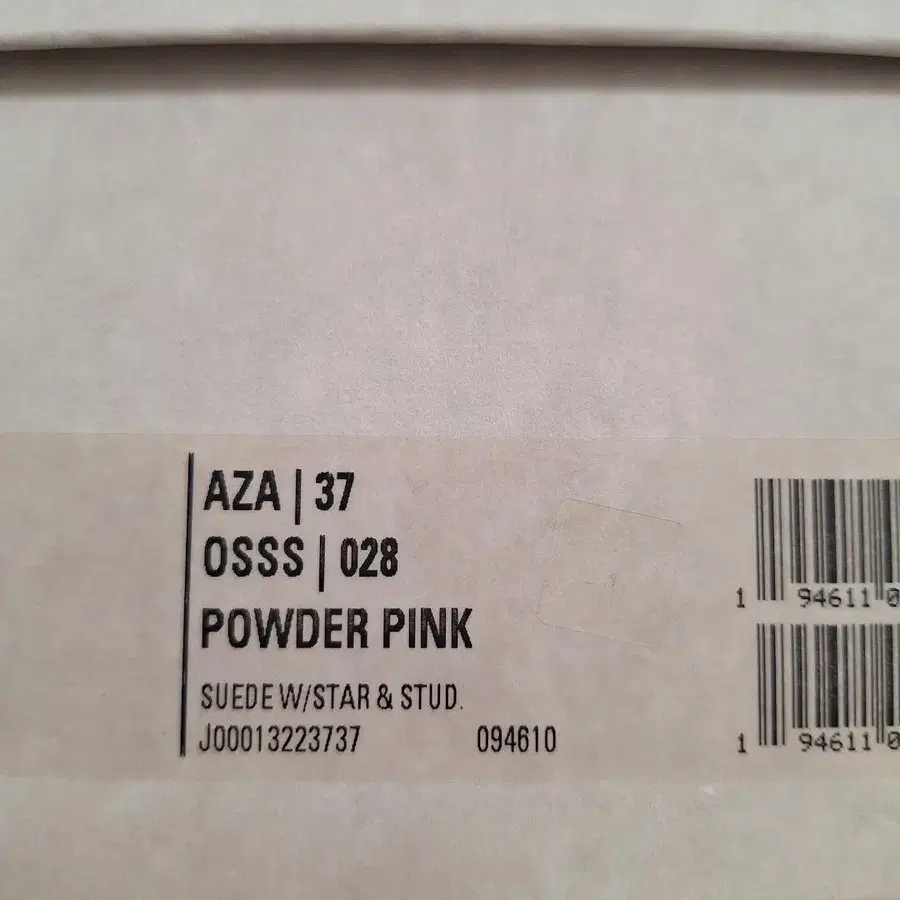 AZA | 37
OSSS | 028
POWDER PINK
SUEDE W/STAR & STUD.
J00013223737 094610
1 94611 0
1 94611 0